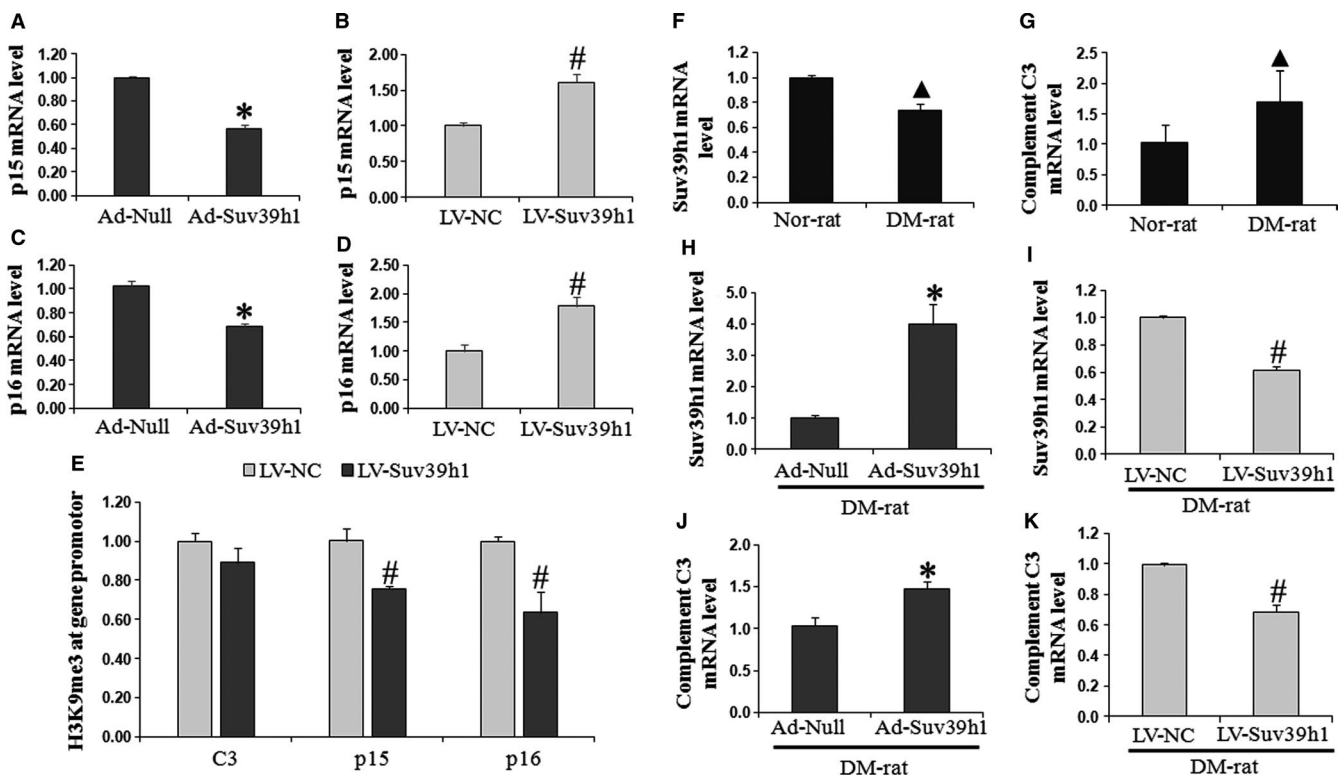 A
p15 mRNA level
1.20
1.00
0.80
0.60
0.40
0.20
0.00
*
Ad-Null Ad-Suv39h1
B
p15 mRNA level
2.00
1.50
1.00
0.50
0.00
#
LV-NC LV-Suv39h1
C
p16 mRNA level
1.20
1.00
0.80
0.60
0.40
0.20
0.00
*
Ad-Null Ad-Suv39h1
D
p16 mRNA level
2.50
2.00
1.50
1.00
0.50
0.00
#
LV-NC LV-Suv39h1
E
LV-NC LV-Suv39h1
H3K9me3 at gene promotor
1.20
1.00
0.80
0.60
0.40
0.20
0.00
#
#
C3 p15 p16
F
Suv39h1 mRNA
level
1.2
1.0
0.8
0.6
0.4
0.2
0.0
▲
Nor-rat DM-rat
G
Complement C3
mRNA level
2.5
2.0
1.5
1.0
0.5
0.0
▲
Nor-rat DM-rat
H
Suv39h1 mRNA level
5.0
4.0
3.0
2.0
1.0
0.0
*
Ad-Null Ad-Suv39h1
DM-rat
I
Suv39h1 mRNA level
1.2
1.0
0.8
0.6
0.4
0.2
0.0
#
LV-NC LV-Suv39h1
DM-rat
J
Complement C3
mRNA level
2.0
1.5
1.0
0.5
0.0
*
Ad-Null Ad-Suv39h1
DM-rat
K
Complement C3
mRNA level
1.2
1.0
0.8
0.6
0.4
0.2
0.0
#
LV-NC LV-Suv39h1
DM-rat